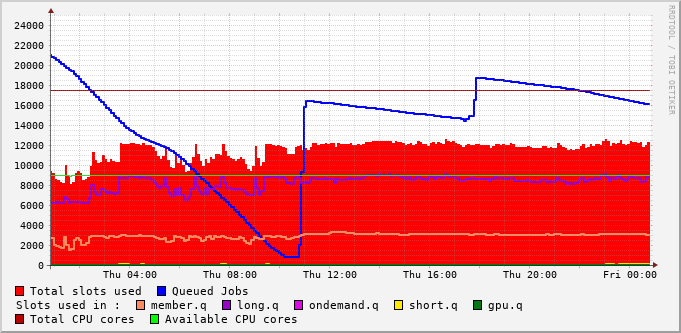 RRDTOOL / TOBI OETIKER
24000
22000
20000
18000
16000
14000
12000
10000
8000
6000
4000
2000
0
Thu 04:00 Thu 08:00 Thu 12:00 Thu 16:00 Thu 20:00 Fri 00:00
Total slots used Queued Jobs
Slots used in : member.q long.q ondemand.q short.q gpu.q
Total CPU cores Available CPU cores